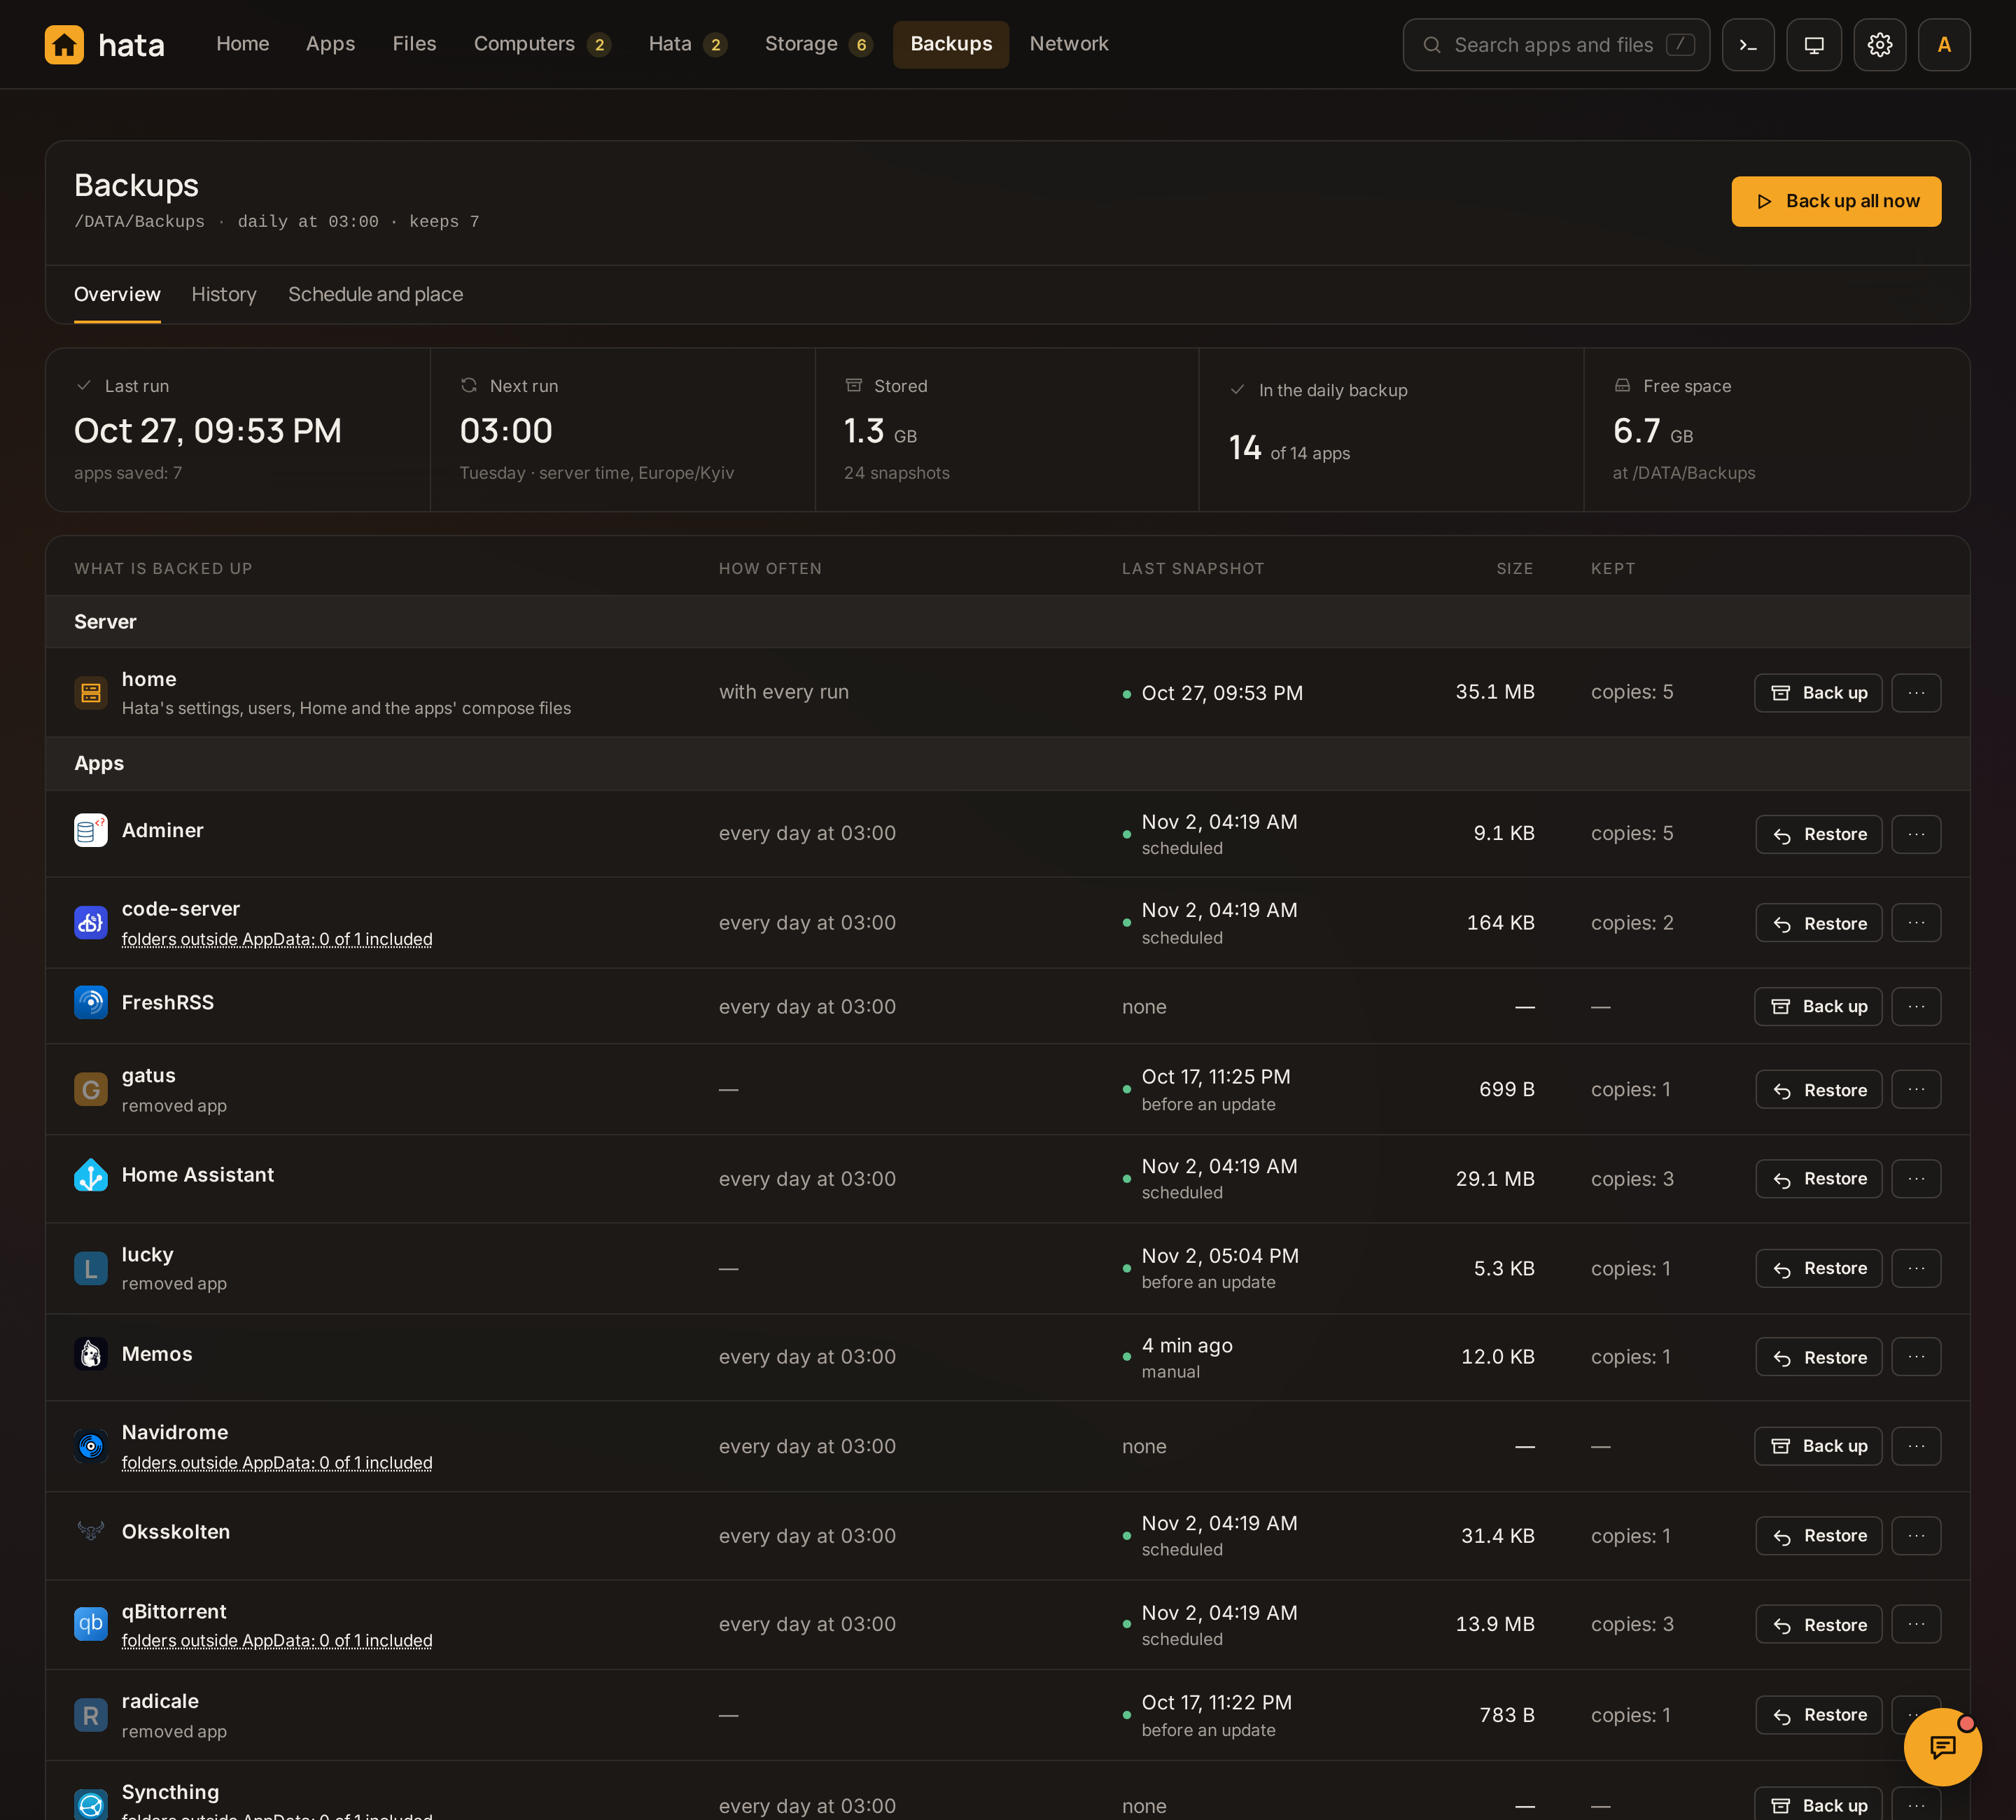 hata Home Apps Files Computers 2 Hata 2 Storage 6 Backups Network Search apps and files / A
Backups
/DATA/Backups · daily at 03:00 · keeps 7
Back up all now
Overview History Schedule and place
Last run Next run Stored In the daily backup Free space
Oct 27, 09:53 PM 03:00 1.3 GB 14 of 14 apps 6.7 GB
apps saved: 7 Tuesday · server time, Europe/Kyiv 24 snapshots at /DATA/Backups
WHAT IS BACKED UP HOW OFTEN LAST SNAPSHOT SIZE KEPT
Server
home
Hata's settings, users, Home and the apps' compose files
with every run Oct 27, 09:53 PM 35.1 MB copies: 5 Back up ...
Apps
Adminer every day at 03:00 Nov 2, 04:19 AM
scheduled
9.1 KB copies: 5 Restore ...
code-server
folders outside AppData: 0 of 1 included
every day at 03:00 Nov 2, 04:19 AM
scheduled
164 KB copies: 2 Restore ...
FreshRSS every day at 03:00 none — — Back up ...
G gatus
removed app
— Oct 17, 11:25 PM
before an update
699 B copies: 1 Restore ...
Home Assistant every day at 03:00 Nov 2, 04:19 AM
scheduled
29.1 MB copies: 3 Restore ...
L lucky
removed app
— Nov 2, 05:04 PM
before an update
5.3 KB copies: 1 Restore ...
Memos every day at 03:00 4 min ago
manual
12.0 KB copies: 1 Restore ...
Navidrome
folders outside AppData: 0 of 1 included
every day at 03:00 none — — Back up ...
Oksskolten every day at 03:00 Nov 2, 04:19 AM
scheduled
31.4 KB copies: 1 Restore ...
qb qBittorrent
folders outside AppData: 0 of 1 included
every day at 03:00 Nov 2, 04:19 AM
scheduled
13.9 MB copies: 3 Restore ...
R radicale
removed app
— Oct 17, 11:22 PM
before an update
783 B copies: 1 Restore
Syncthing
folders outside AppData: 0 of 1 included
every day at 03:00 none — — Back up ...